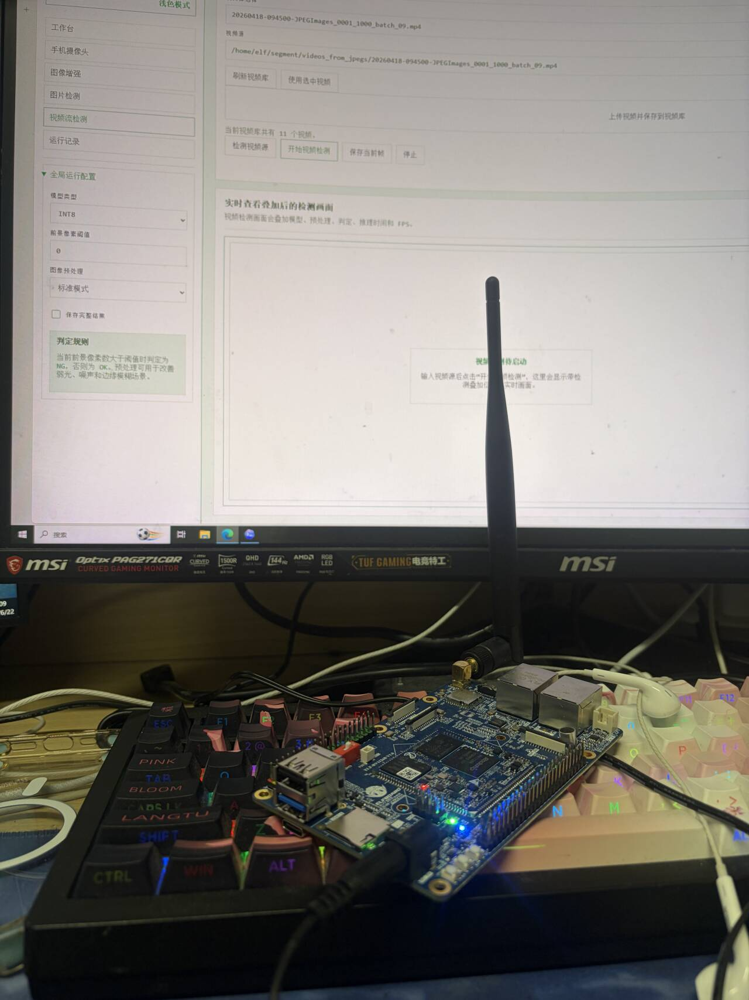 浅色模式
工作台
手机摄像头
图像增强
图片检测
视频流检测
运行记录
全局运行配置
模型类型
INT8
前景像素阈值
0
图像预处理
标准模式
保存完整结果
判定规则
当前前景像素数大于阈值时判定为
NG，否则为 OK。预处理可用于改善
弱光、噪声和边缘模糊场景。
20260418-094500-JPEGImages_0001_1000_batch_09.mp4
视频源
/home/elf/segment/videos_from_jpegs/20260418-094500-JPEGImages_0001_1000_batch_09.mp4
刷新视频库 使用选中视频
上传视频并保存到视频库
当前视频库共有 11 个视频。
检测视频源 开始视频检测 保存当前帧 停止
实时查看叠加后的检测画面
视频检测画面会叠加模型、预处理、判定、推理时间和 FPS。
待启动
输入视频源后点击“开 检测”，这里会显示带检
测叠加 实时画面。
搜索
msi Optix PAG271CQR
CURVED GAMING MONITOR
CURVED
1500R
QHD
144Hz
AMD
RGB
LED
TUF GAMING 电竞特工
msi
09
6/22
ESC F1 F2 F3 F4 F11 F12
2 @ 3 #
PINK
TAB
BLOOM
CAPS LK A
LANGTU
SHIFT Z
CTRL WIN ALT
O P
K
N M